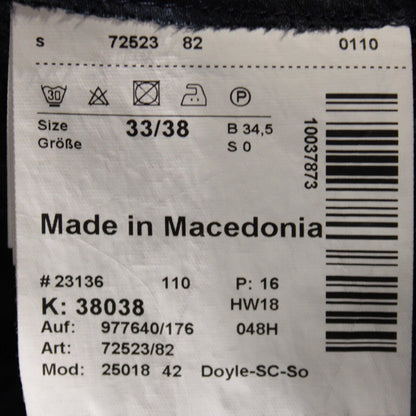 S 72523 82 0110
30 P
Size 33/38 B 34,5
Größe S 0
10037873
Made in Macedonia
# 23136 110 P: 16
K: 38038 HW18
Auf: 977640/176 048H
Art: 72523/82
Mod: 25018 42 Doyle-SC-So